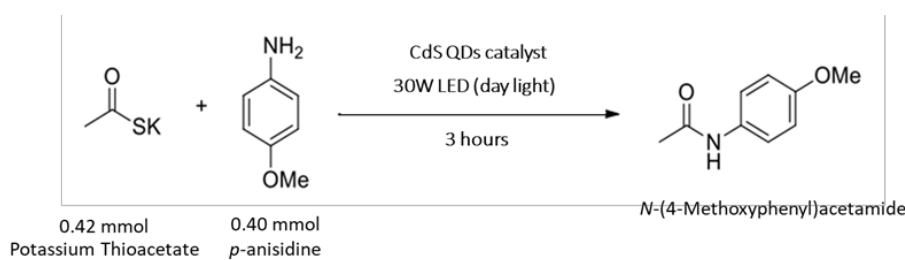 O
SK
+
NH₂
OMe
CdS QDs catalyst
30W LED (day light)
3 hours
O
N
H
OMe
0.42 mmol
Potassium Thioacetate
0.40 mmol
p-anisidine
N-(4-Methoxyphenyl)acetamide